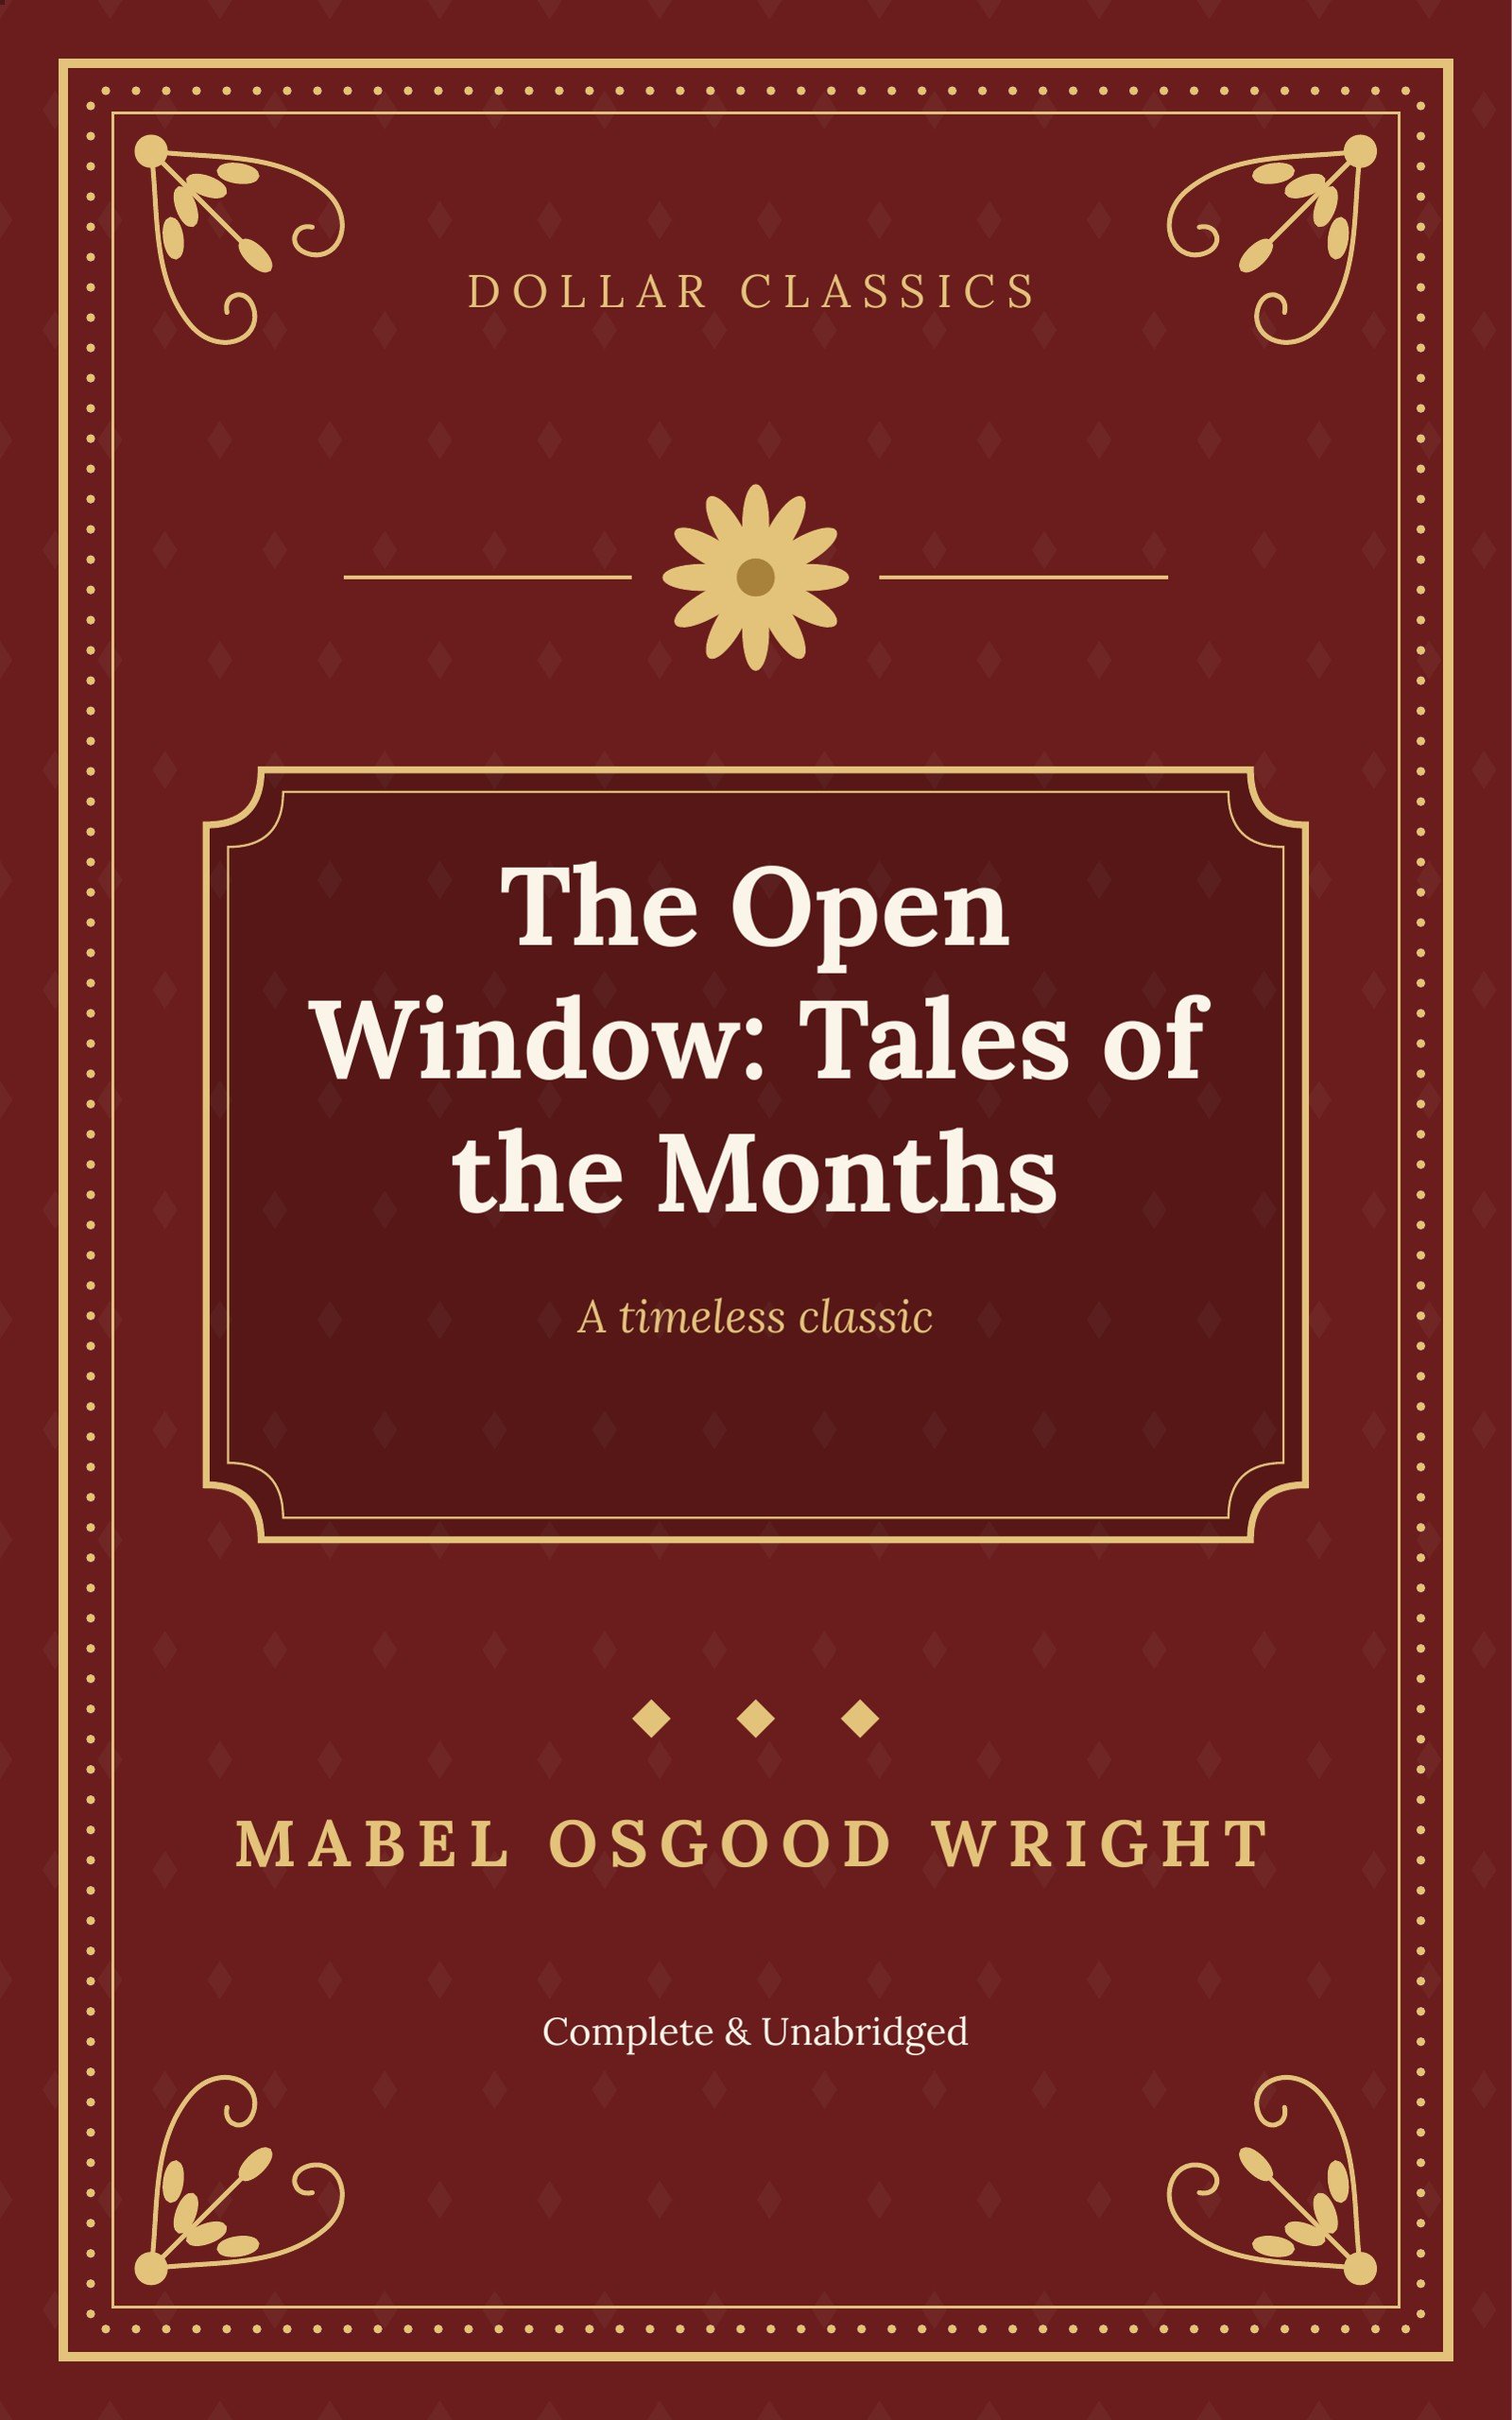 DOLLAR CLASSICS
The Open
Window: Tales of
the Months
A timeless classic
MABEL OSGOOD WRIGHT
Complete & Unabridged